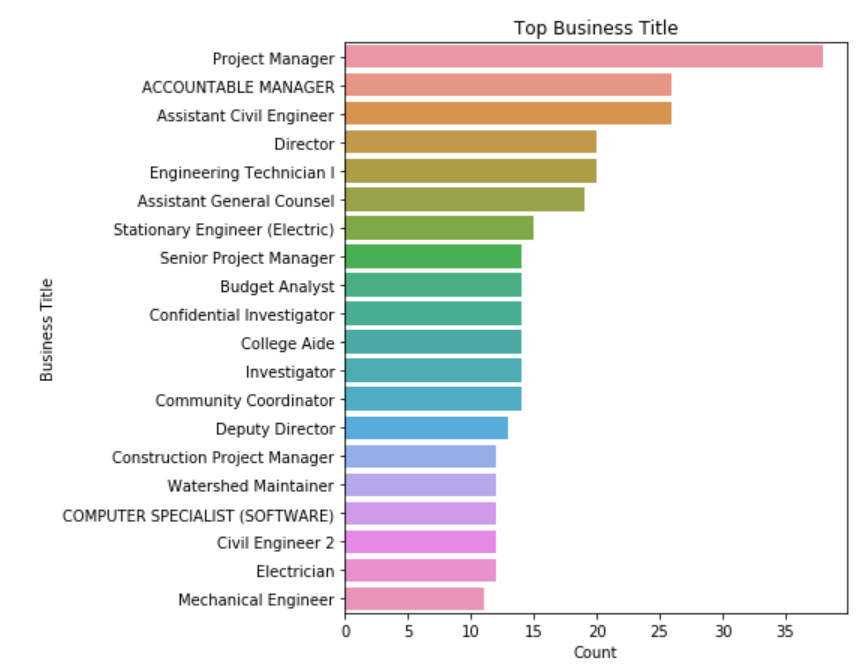 Top Business Title
Business Title
Project Manager
ACCOUNTABLE MANAGER
Assistant Civil Engineer
Director
Engineering Technician I
Assistant General Counsel
Stationary Engineer (Electric)
Senior Project Manager
Budget Analyst
Confidential Investigator
College Aide
Investigator
Community Coordinator
Deputy Director
Construction Project Manager
Watershed Maintainer
COMPUTER SPECIALIST (SOFTWARE)
Civil Engineer 2
Electrician
Mechanical Engineer
0 5 10 15 20 25 30 35
Count